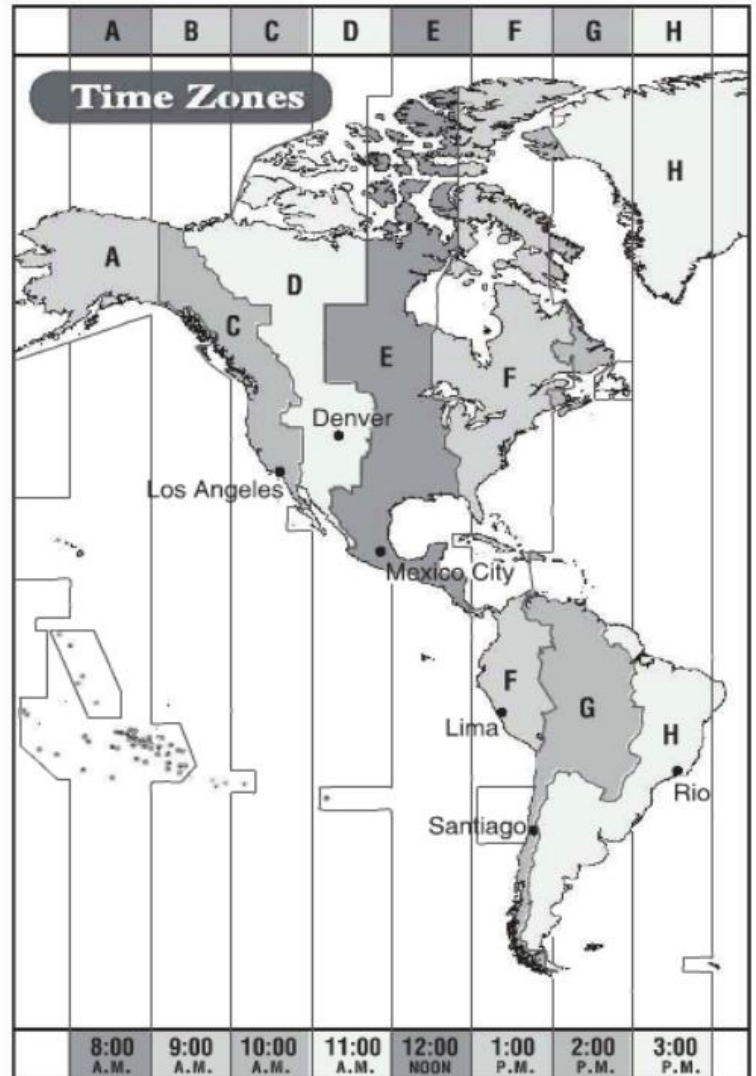 A B C D E F G H
Time Zones
H
A
D
C
E
F
Denver
Los Angeles
Mexico City
F
G
Lima
H
Rio
Santiago
8:00 9:00 10:00 11:00 12:00 1:00 2:00 3:00
A.M. A.M. A.M. A.M. NOON P.M. P.M. P.M.